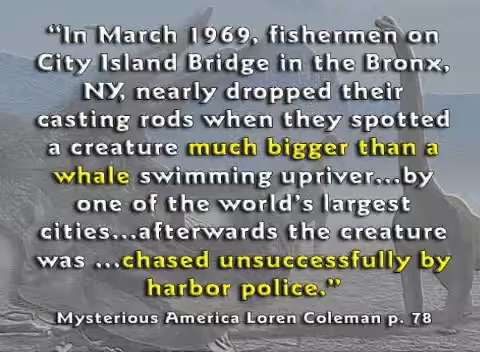 “In March 1969, fishermen on
City Island Bridge in the Bronx,
NY, nearly dropped their
casting rods when they spotted
a creature much bigger than a
whale swimming upriver...by
one of the world’s largest
cities...afterwards the creature
was ...chased unsuccessfully by
harbor police.”
Mysterious America Loren Coleman p. 78